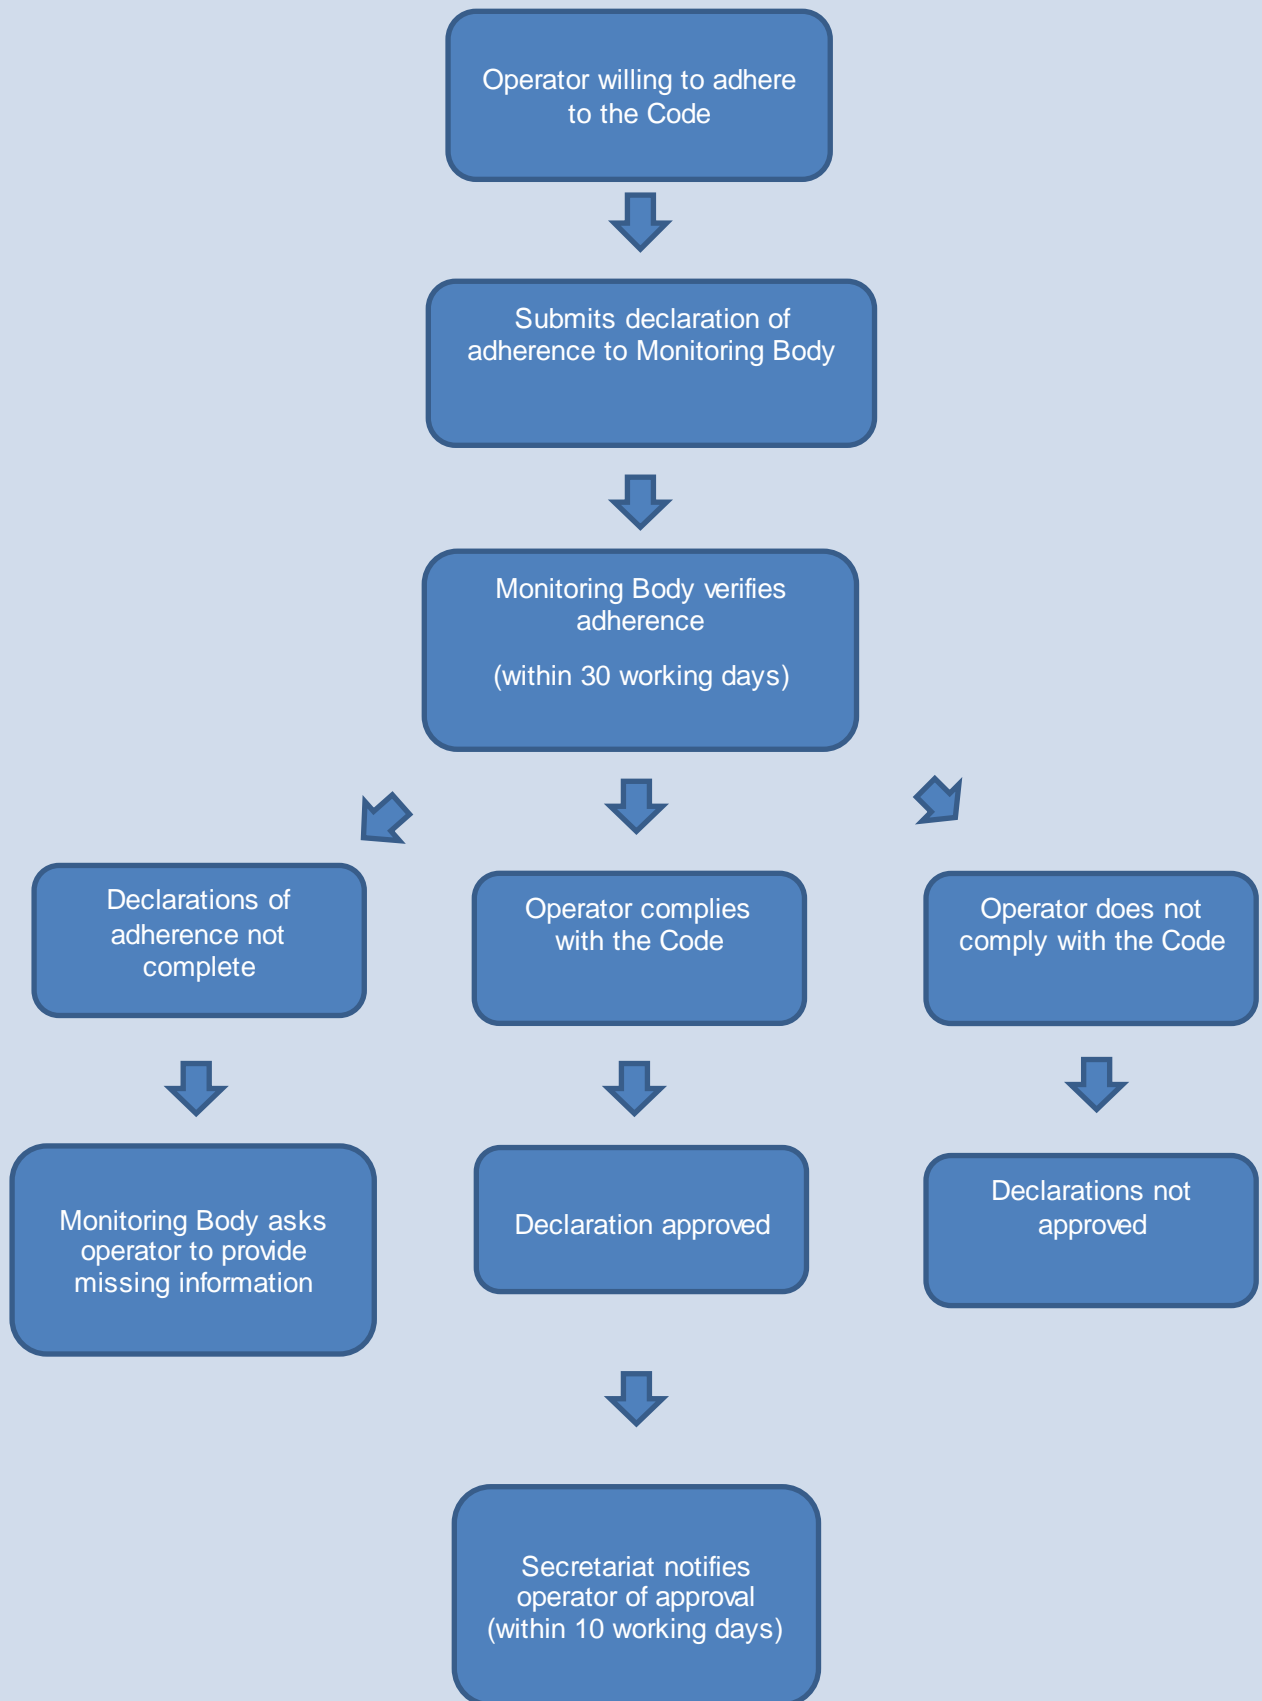 Operator willing to adhere
to the Code
Submits declaration of
adherence to Monitoring Body
Monitoring Body verifies
adherence
(within 30 working days)
Declarations of
adherence not
complete
Operator complies
with the Code
Operator does not
comply with the Code
Monitoring Body asks
operator to provide
missing information
Declaration approved
Declarations not
approved
Secretariat notifies
operator of approval
(within 10 working days)